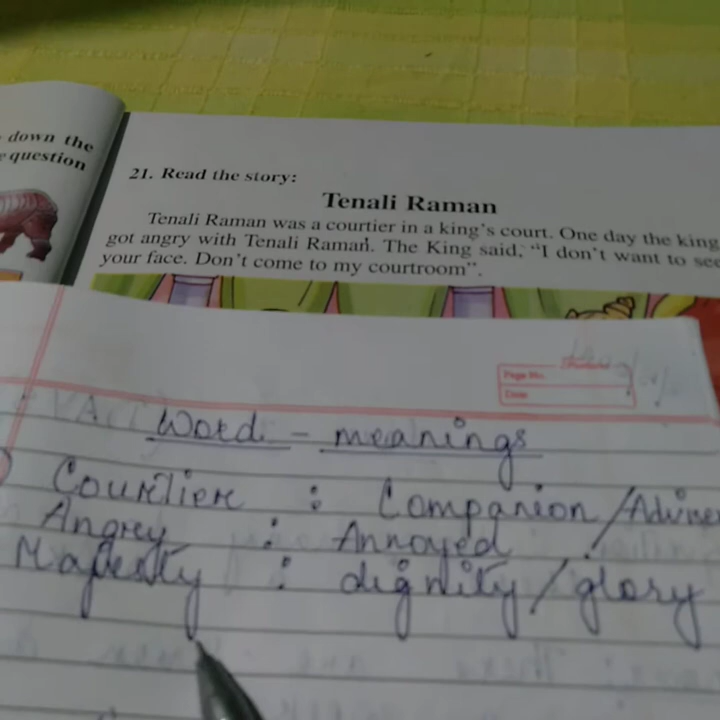 down the
question
21. Read the story:
Tenali Raman
Tenali Raman was a courtier in a king's court. One day the king
got angry with Tenali Raman. The King said, "I don't want to see
your face. Don't come to my courtroom".
Page No.
Date
Word - meanings
Courtier : Companion /
Angry : Annoyed
Majesty : dignity / glory